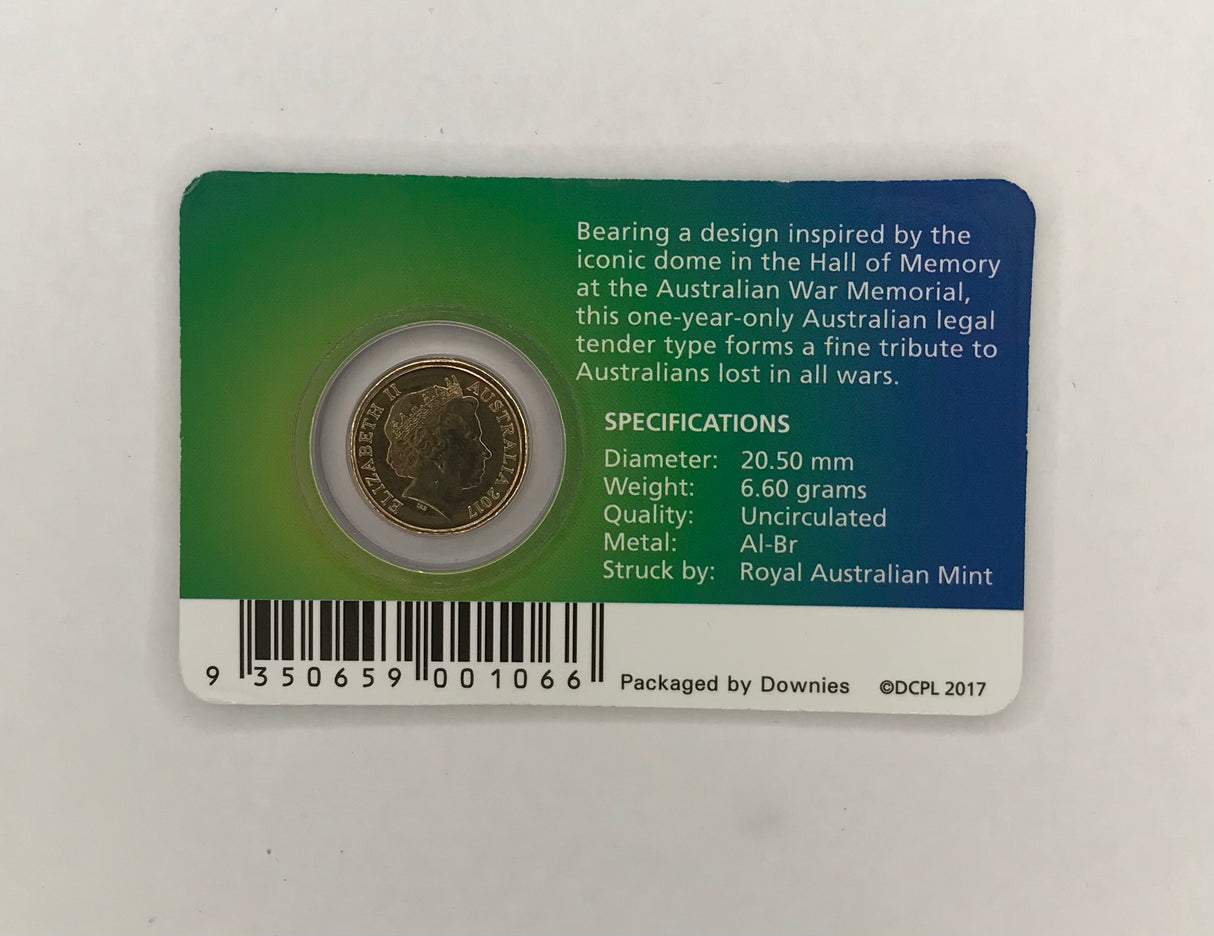 Bearing a design inspired by the
iconic dome in the Hall of Memory
at the Australian War Memorial,
this one-year-only Australian legal
tender type forms a fine tribute to
Australians lost in all wars.
ELIZABETH II AUSTRALIA 2017
SPECIFICATIONS
Diameter: 20.50 mm
Weight: 6.60 grams
Quality: Uncirculated
Metal: Al-Br
Struck by: Royal Australian Mint
9 350659 001066
Packaged by Downies ©DCPL 2017